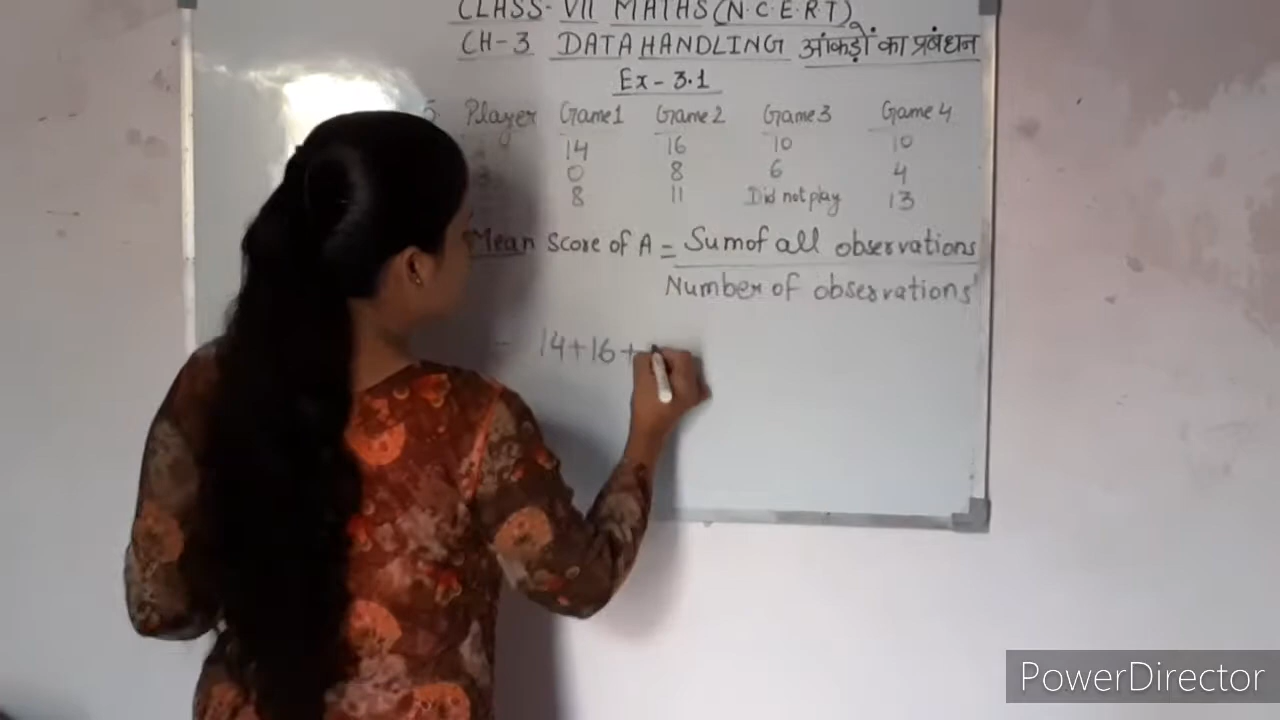 CLASS- VII MATHS (N.C.E.R.T)
CH-3 DATA HANDLING आंकड़ों का प्रबंधन
Ex-3.1
5. Player Game 1 Game 2 Game 3 Game 4
14 16 10 10
0 8 6 4
8 11 Did not play 13
Mean Score of A = Sum of all observations
Number of observations
14+16+
PowerDirector